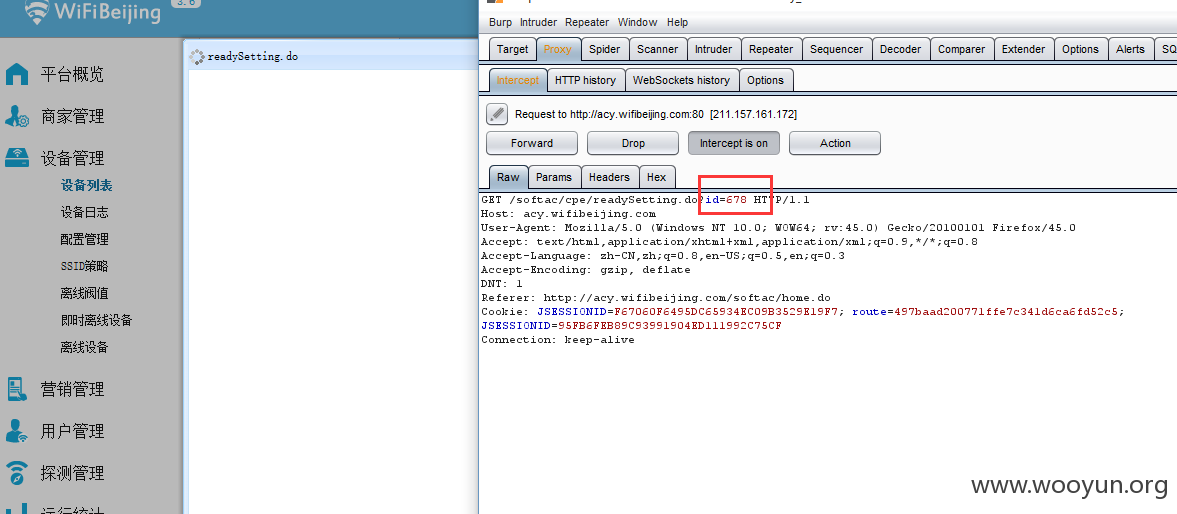 WiFiBeijing
3.6
平台概览
商家管理
设备管理
设备列表
设备日志
配置管理
SSID策略
离线阀值
即时离线设备
离线设备
营销管理
用户管理
探测管理
运行统计
readySetting.do
Burp Intruder Repeater Window Help
Target Proxy Spider Scanner Intruder Repeater Sequencer Decoder Comparer Extender Options Alerts SQ
Intercept HTTP history WebSockets history Options
Request to http://acy.wifibeijing.com:80 [211.157.161.172]
Forward Drop Intercept is on Action
Raw Params Headers Hex
GET /softac/cpe/readySetting.do?id=678 HTTP/1.1
Host: acy.wifibeijing.com
User-Agent: Mozilla/5.0 (Windows NT 10.0; WOW64; rv:45.0) Gecko/20100101 Firefox/45.0
Accept: text/html,application/xhtml+xml,application/xml;q=0.9,*/*;q=0.8
Accept-Language: zh-CN,zh;q=0.8,en-US;q=0.5,en;q=0.3
Accept-Encoding: gzip, deflate
DNT: 1
Referer: http://acy.wifibeijing.com/softac/home.do
Cookie: JSESSIONID=F67060F6495DC65934EC09B3529E19F7; route=497baad200771ffe7c341d6ca6fd52c5;
JSESSIONID=95FB6FEB89C93991904ED111992C75CF
Connection: keep-alive
www.wooyun.org